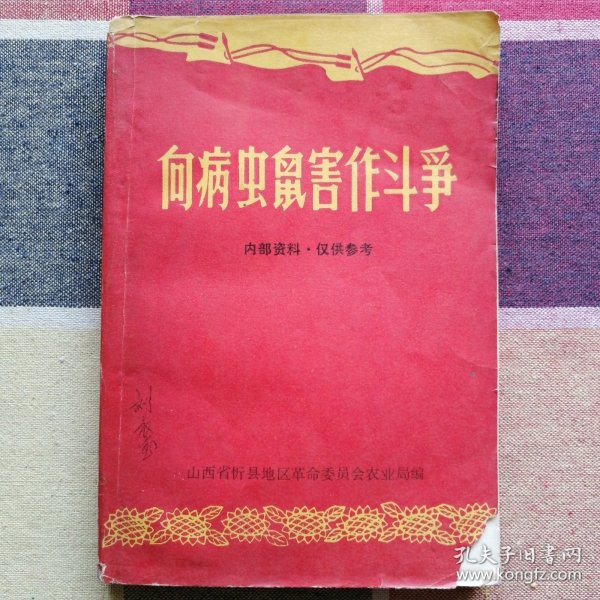 向病虫鼠害作斗爭
内部资料·仅供参考
山西省忻县地区革命委员会农业局编
孔夫子旧书网
www.kongfz.com